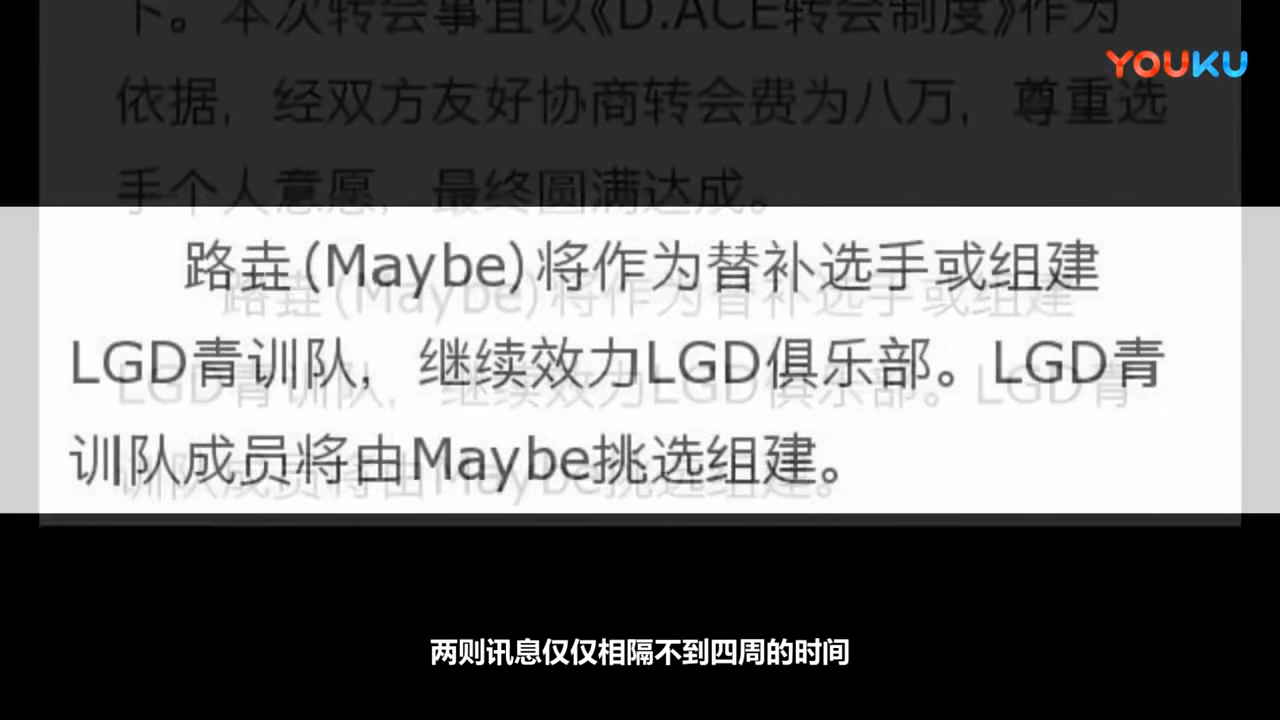 下。本次转会事宜以《D.ACE转会制度》作为
YOUKU
依据，经双方友好协商转会费为八万，尊重选
手个人意愿，最终圆满达成。
路垚(Maybe)将作为替补选手或组建
LGD青训队，继续效力LGD俱乐部。LGD青
训队成员将由Maybe挑选组建。
两则讯息仅仅相隔不到四周的时间